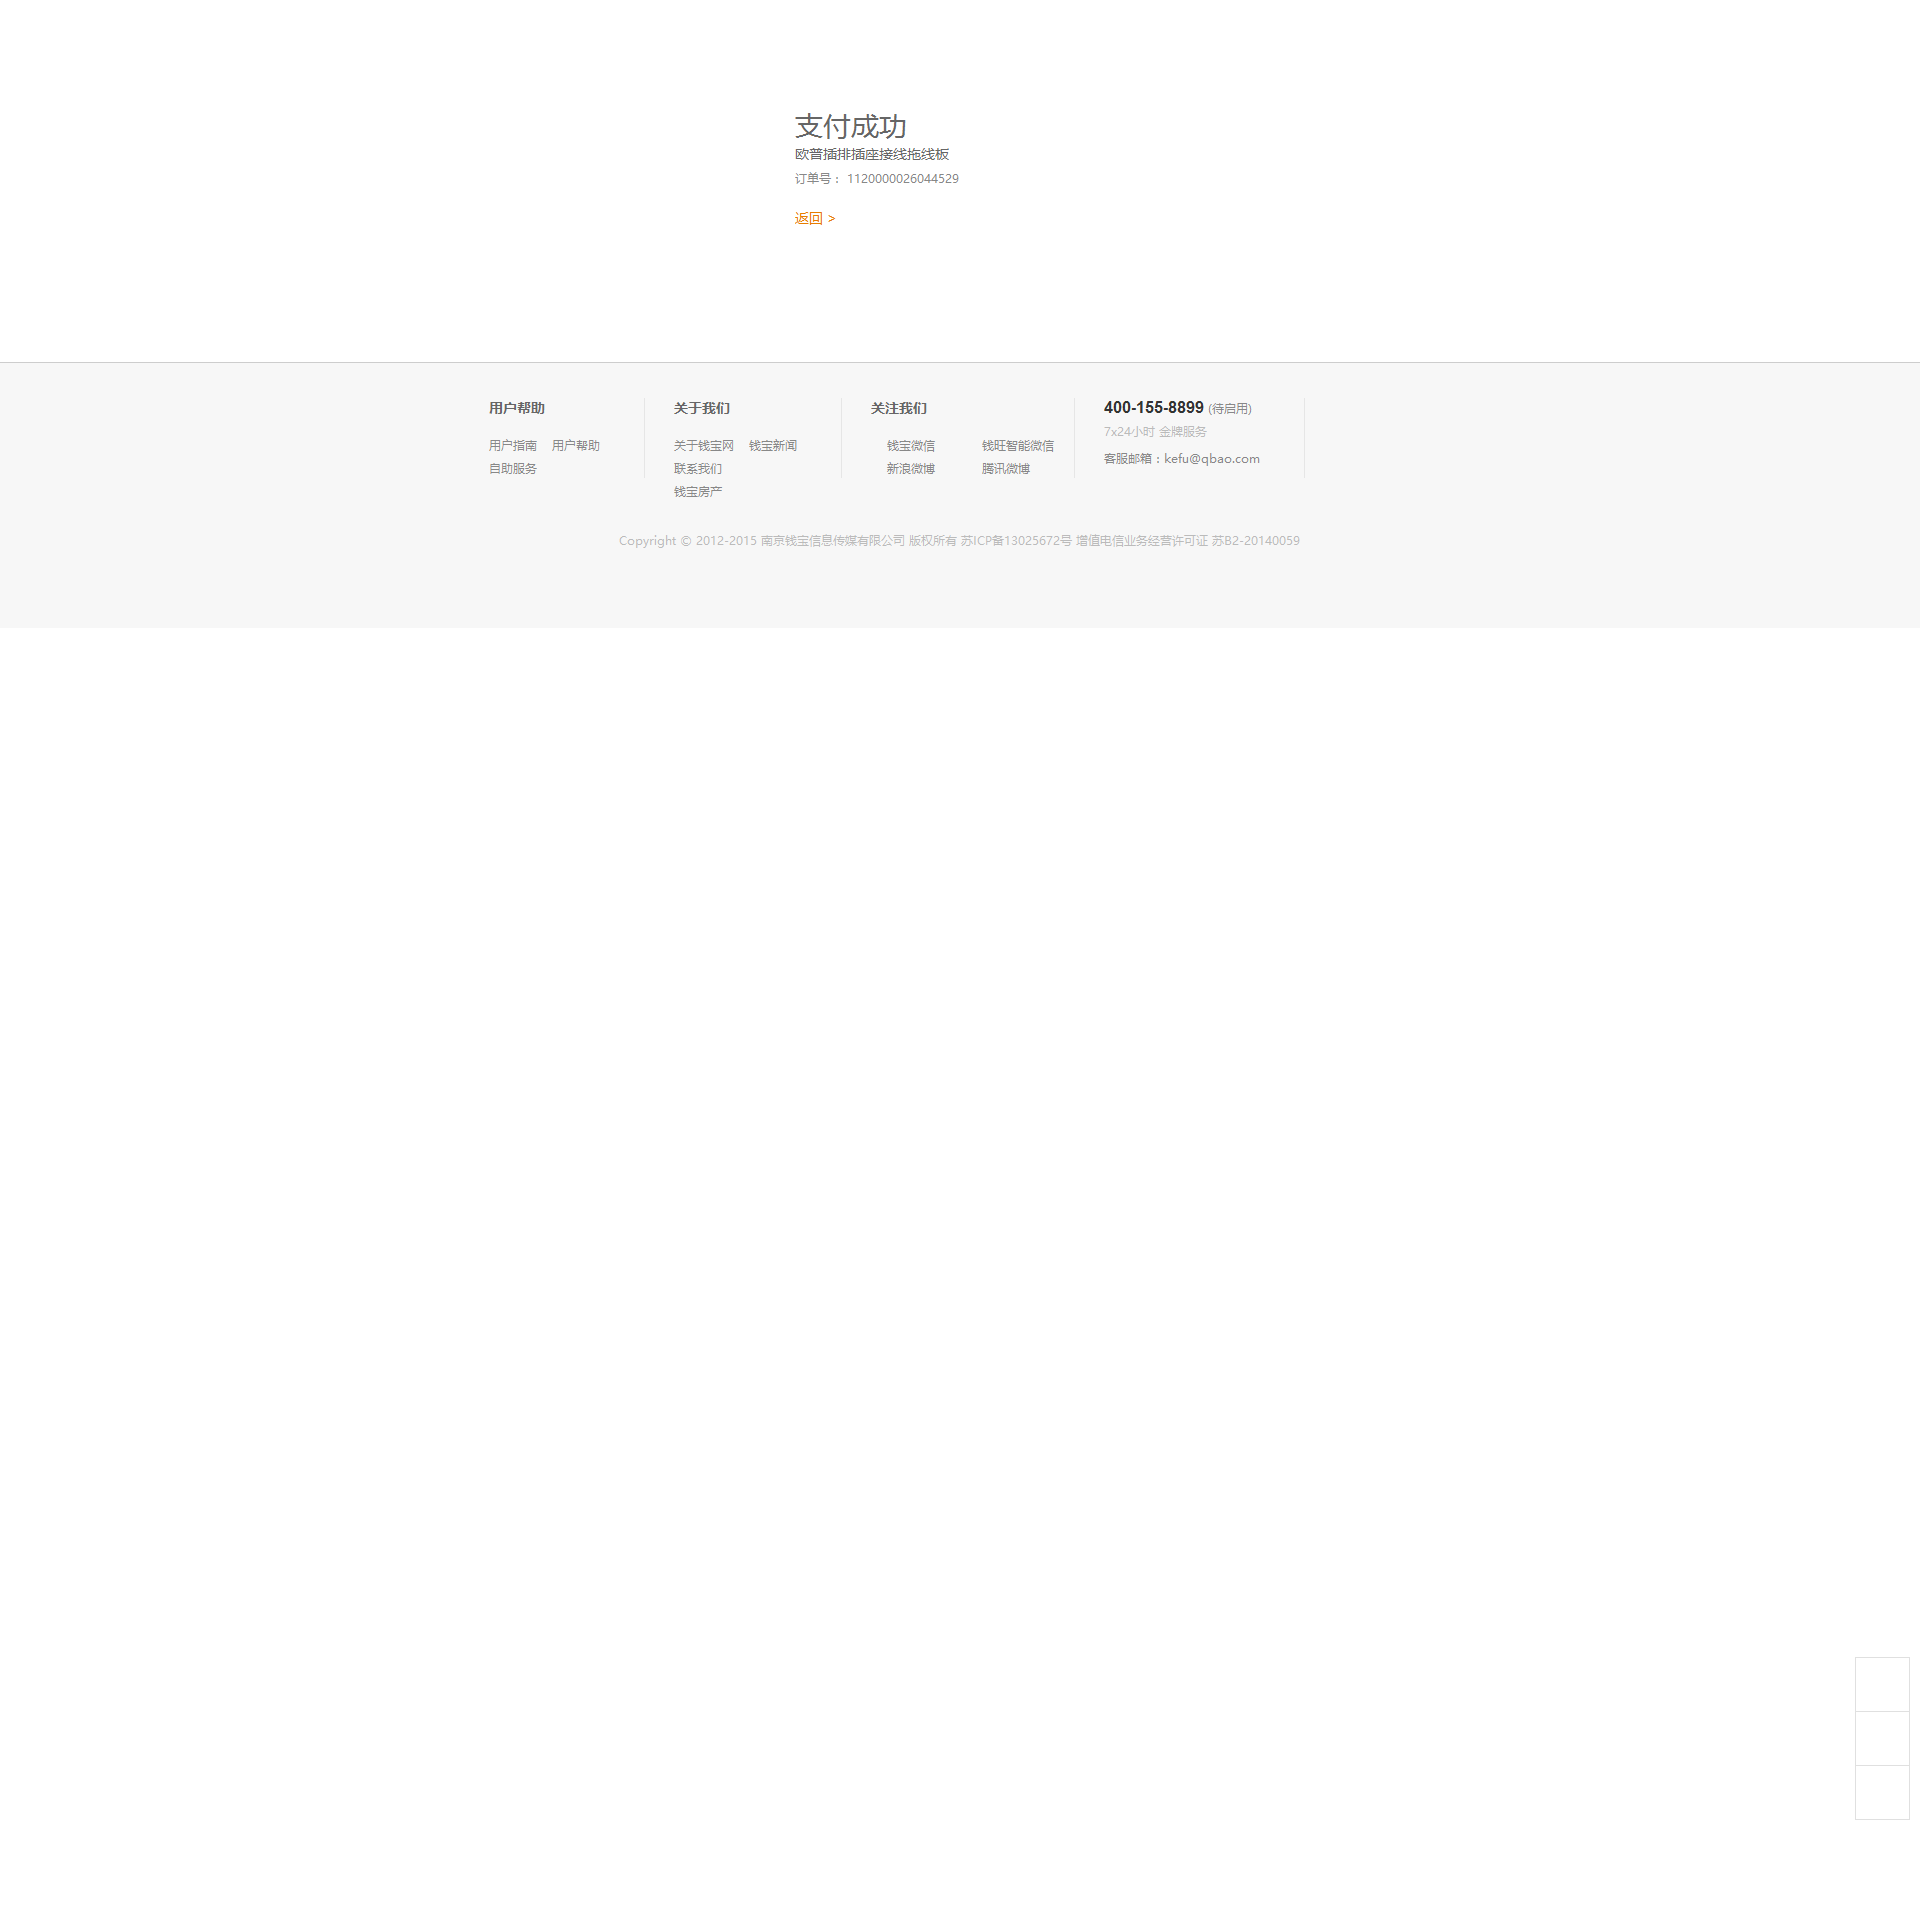 支付成功
欧普插排插座接线拖线板
订单号： 1120000026044529
返回 >
用户帮助
用户指南 用户帮助
自助服务
关于我们
关于钱宝网 钱宝新闻
联系我们
钱宝房产
关注我们
钱宝微信 钱旺智能微信
新浪微博 腾讯微博
400-155-8899 (待启用)
7x24小时 金牌服务
客服邮箱：kefu@qbao.com
Copyright © 2012-2015 南京钱宝信息传媒有限公司 版权所有 苏ICP备13025672号 增值电信业务经营许可证 苏B2-20140059